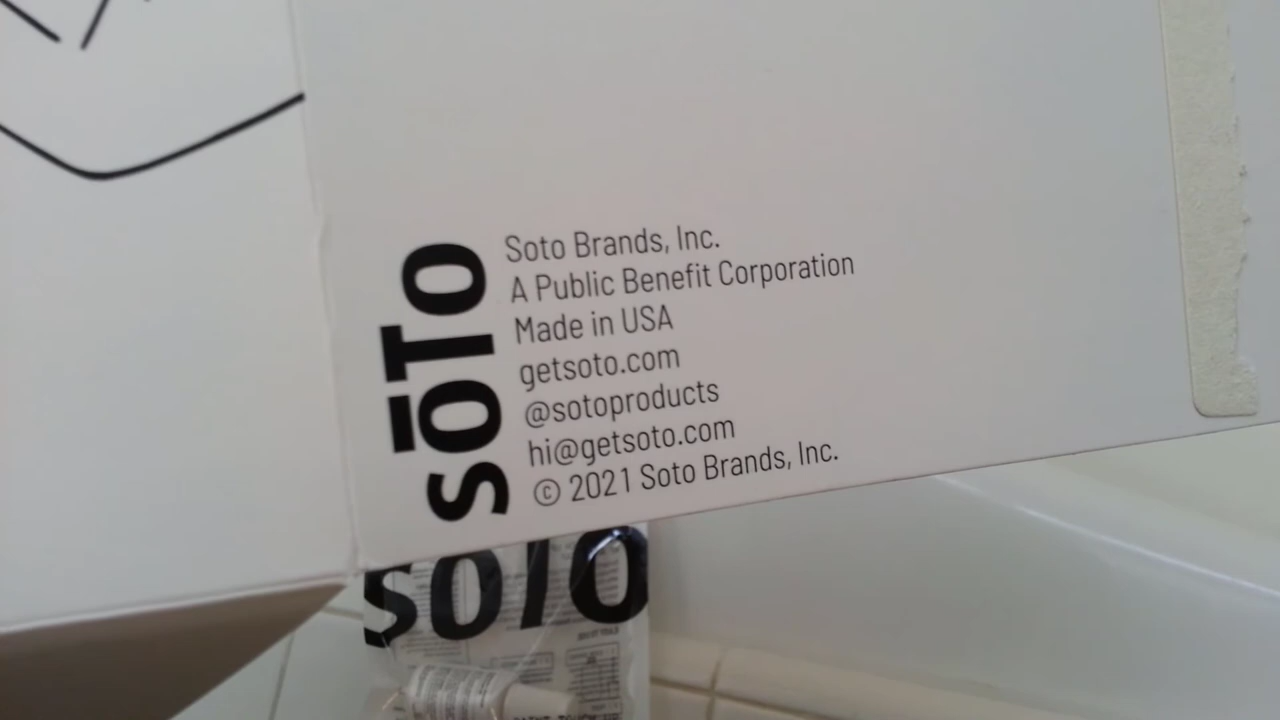 sōTo
Soto Brands, Inc.
A Public Benefit Corporation
Made in USA
getsoto.com
@sotoproducts
hi@getsoto.com
© 2021 Soto Brands, Inc.
soTo